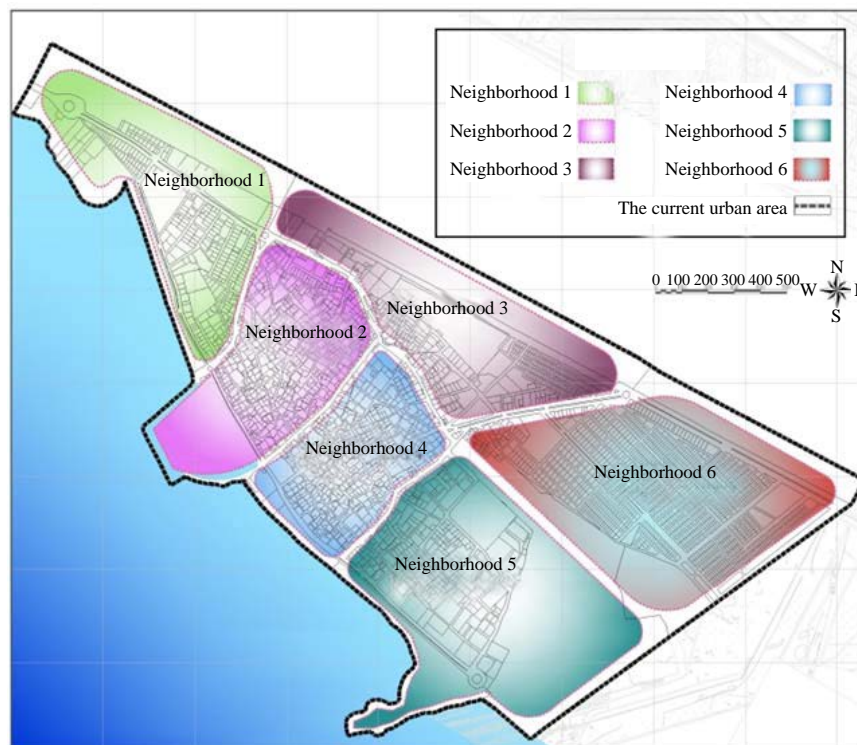 Neighborhood 1
Neighborhood 4
Neighborhood 2
Neighborhood 5
Neighborhood 3
Neighborhood 6
The current urban area
0 100 200 300 400 500
N
W
S
Neighborhood 1
Neighborhood 2
Neighborhood 3
Neighborhood 4
Neighborhood 6
Neighborhood 5